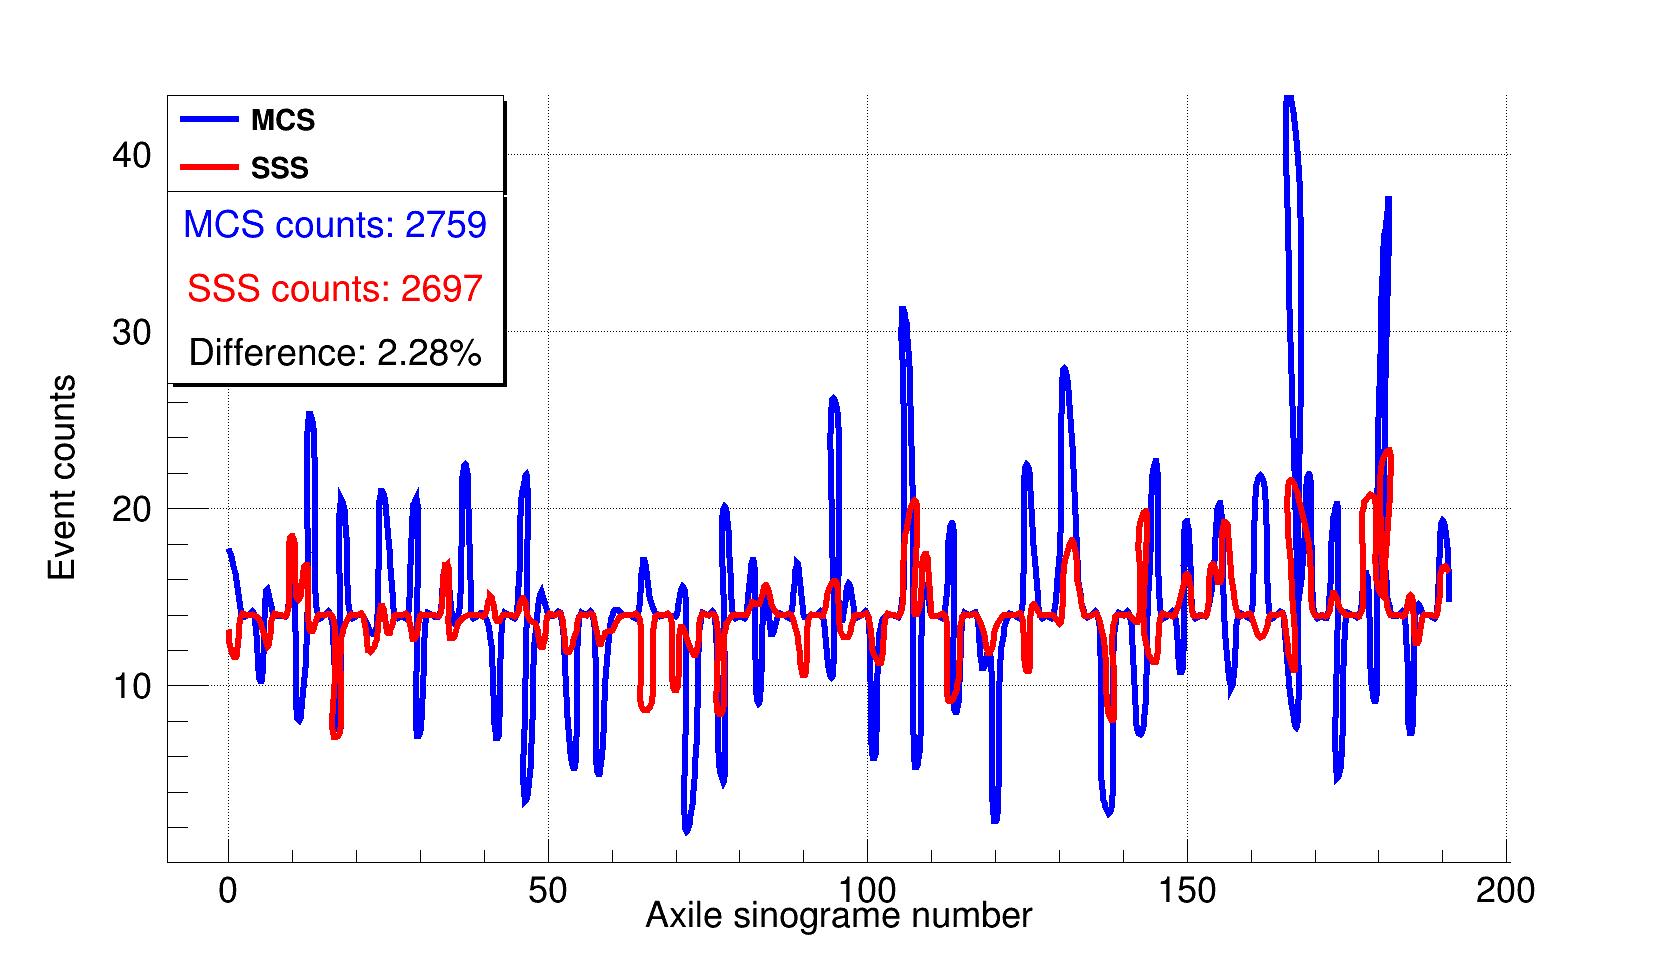 MCS
SSS
MCS counts: 2759
SSS counts: 2697
Difference: 2.28%
40
30
20
10
Event counts
0 50 100 150 200
Axile sinograme number